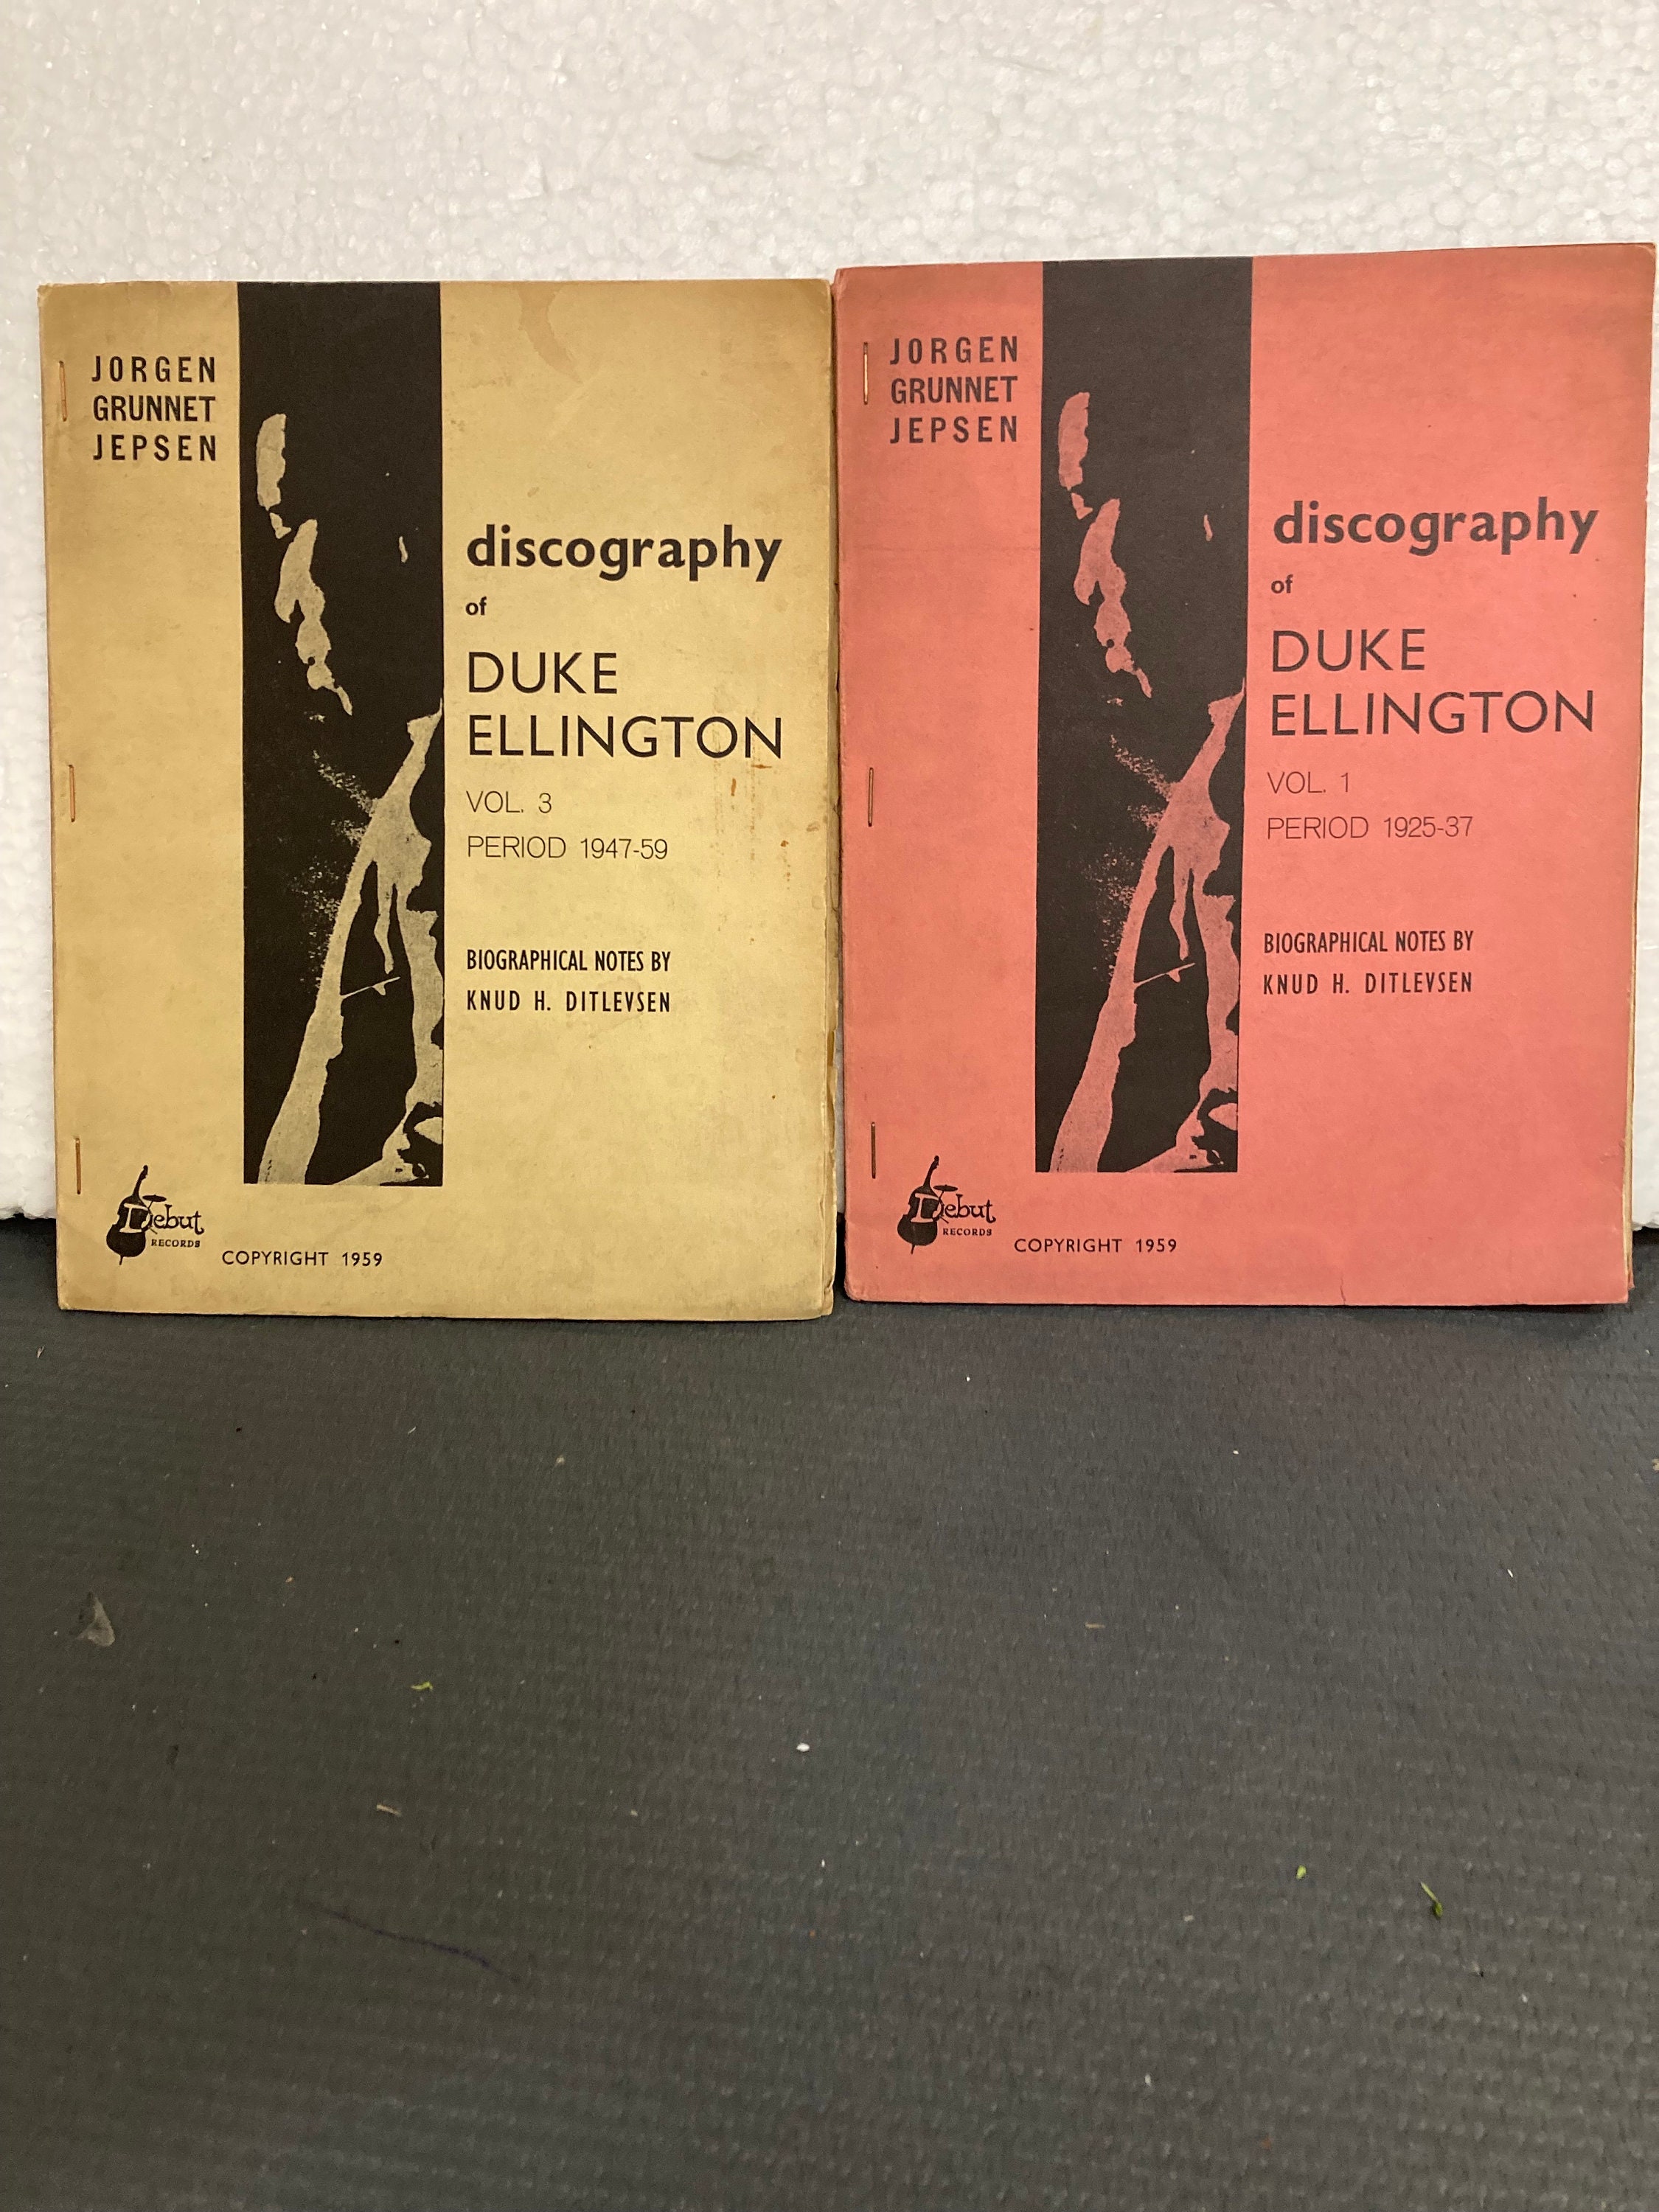 JORGEN
GRUNNET
JEPSEN
discography
of
DUKE
ELLINGTON
VOL. 3
PERIOD 1947-59
BIOGRAPHICAL NOTES BY
KNUD H. DITLEVSEN
Debut
RECORDS
COPYRIGHT 1959
JORGEN
GRUNNET
JEPSEN
discography
of
DUKE
ELLINGTON
VOL. 1
PERIOD 1925-37
BIOGRAPHICAL NOTES BY
KNUD H. DITLEVSEN
Debut
RECORDS
COPYRIGHT 1959